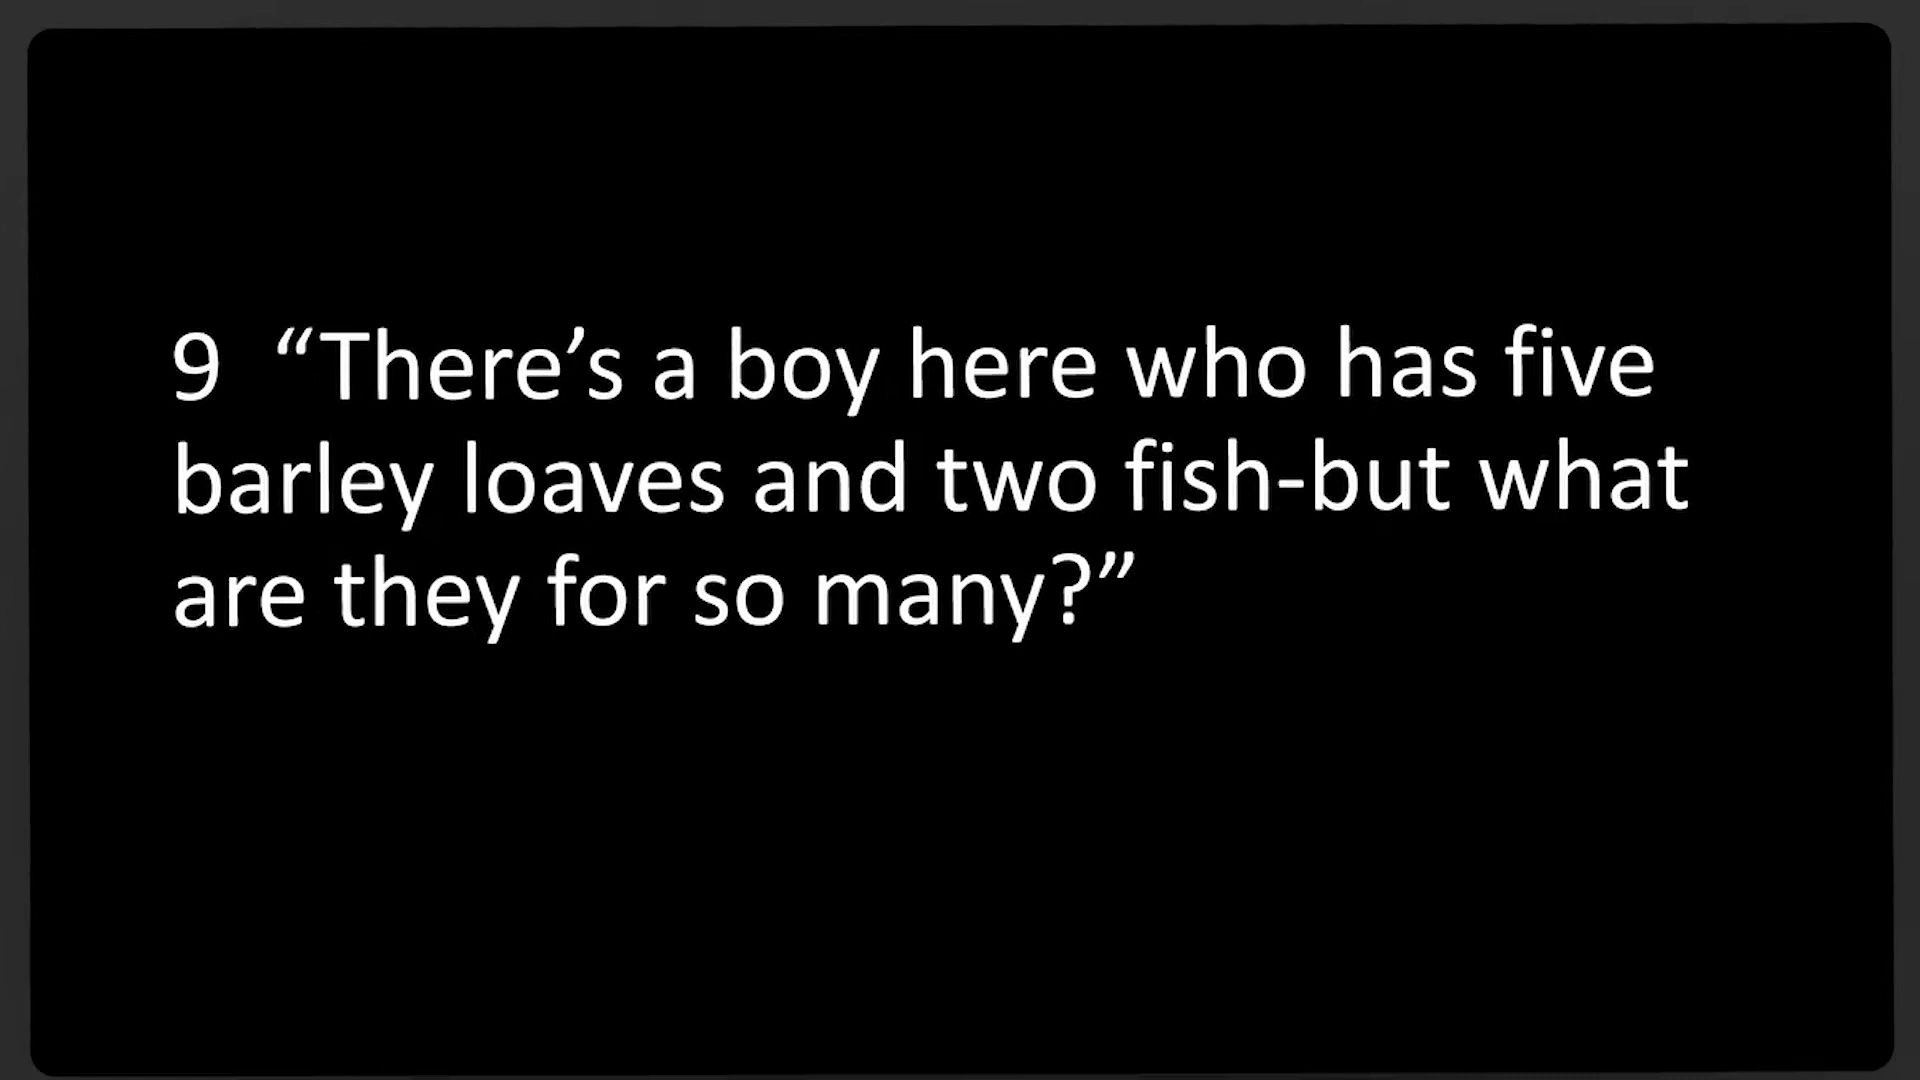 9  “There’s a boy here who has five
barley loaves and two fish-but what
are they for so many?”